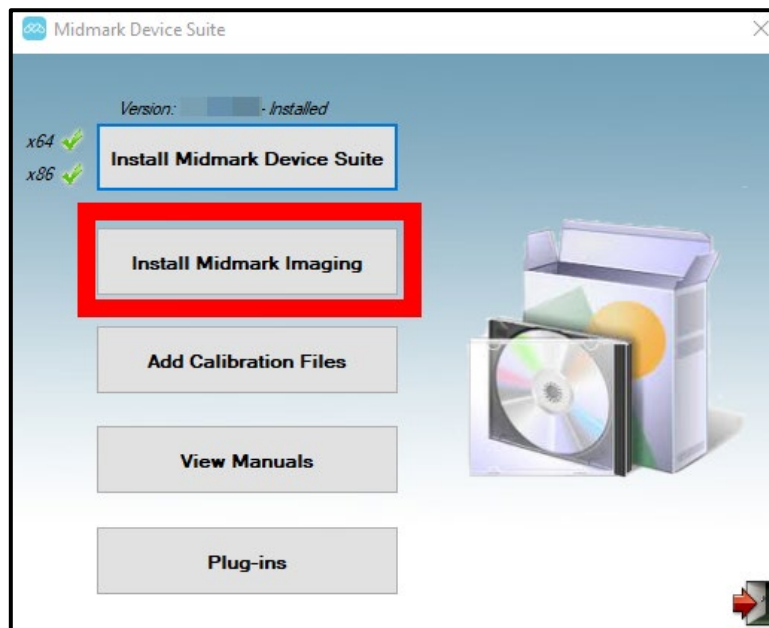 Midmark Device Suite
Version: - Installed
x64
Install Midmark Device Suite
x86
Install Midmark Imaging
Add Calibration Files
View Manuals
Plug-ins